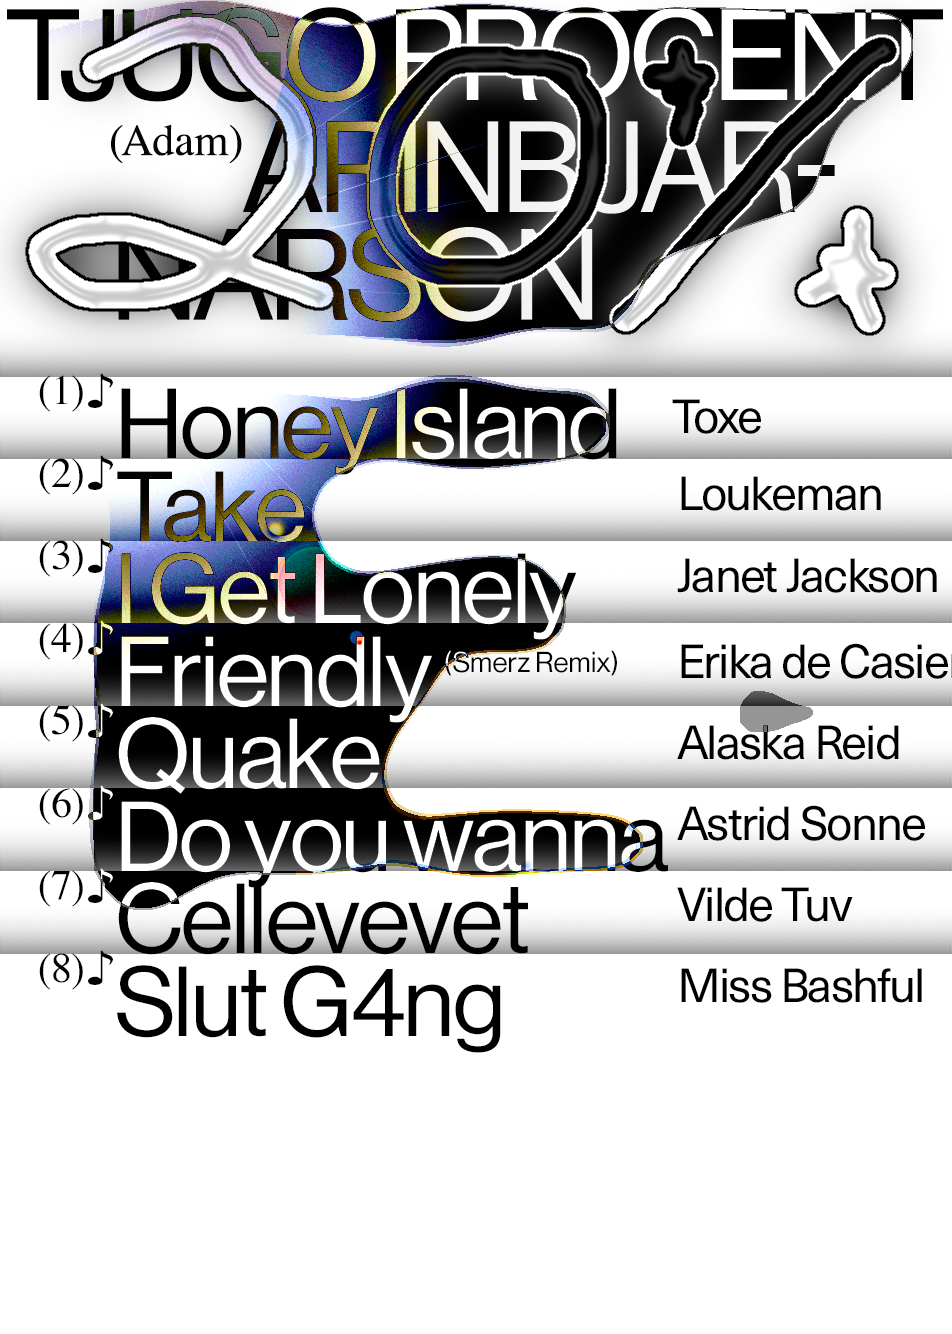 TJUGO PROCENT
(Adam)
ARINBJAR-
NARSON
20%
(1)♪ Honey Island Toxe
(2)♪ Take Loukeman
(3)♪ I Get Lonely Janet Jackson
(4)♪ Friendly (Smerz Remix) Erika de Casier
(5)♪ Quake Alaska Reid
(6)♪ Do you wanna Astrid Sonne
(7)♪ Cellevevet Vilde Tuv
(8)♪ Slut G4ng Miss Bashful